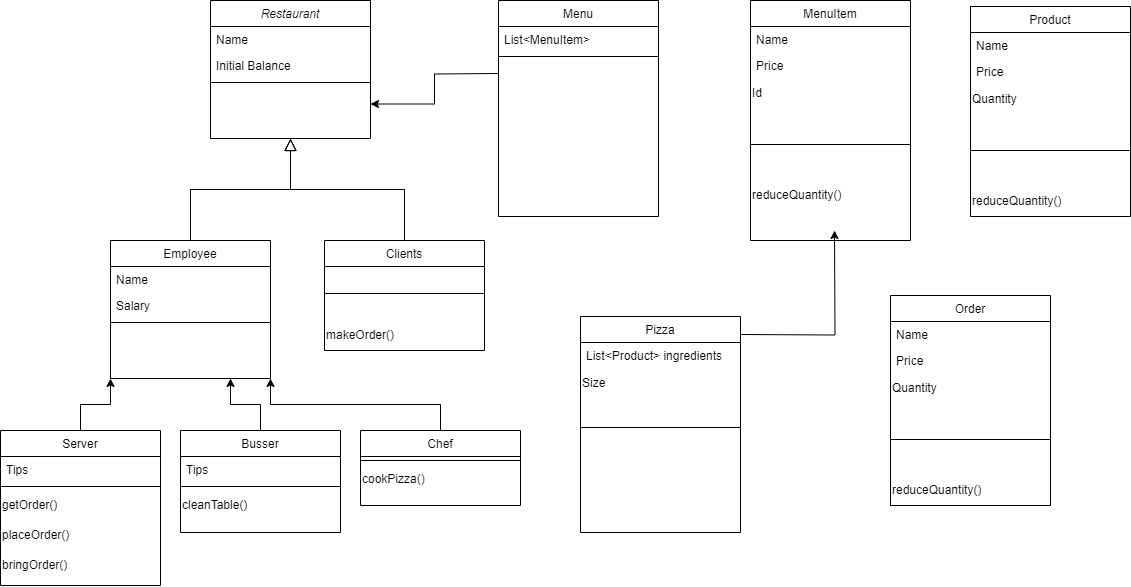 Restaurant
Name
Initial Balance
Menu
List<MenuItem>
MenuItem
Name
Price
Id
reduceQuantity()
Product
Name
Price
Quantity
reduceQuantity()
Employee
Name
Salary
Clients
makeOrder()
Pizza
List<Product> ingredients
Size
Order
Name
Price
Quantity
reduceQuantity()
Server
Tips
getOrder()
placeOrder()
bringOrder()
Busser
Tips
cleanTable()
Chef
cookPizza()